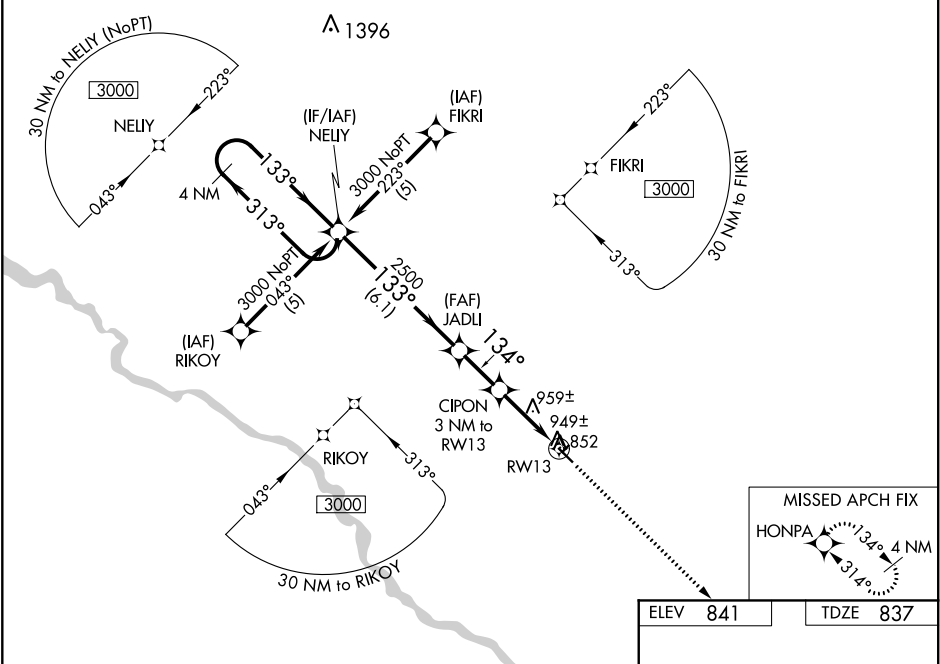 1396
30 NM to NELIY (NoPT)
3000
223°
NELIY
043°
(IF/IAF)
NELIY
(IAF)
FIKRI
3000 NoPT
223°
(5)
4 NM
133°
313°
3000 NoPT
043°
(5)
(IAF)
RIKOY
223°
FIKRI
3000
313°
30 NM to FIKRI
2500
133°
(6.1)
(FAF)
JADLI
134°
CIPON
3 NM to
RW13
959±
949±
852
RW13
RIKOY
043°
313°
3000
30 NM to RIKOY
MISSED APCH FIX
HONPA
134°
4 NM
314°
ELEV 841
TDZE 837